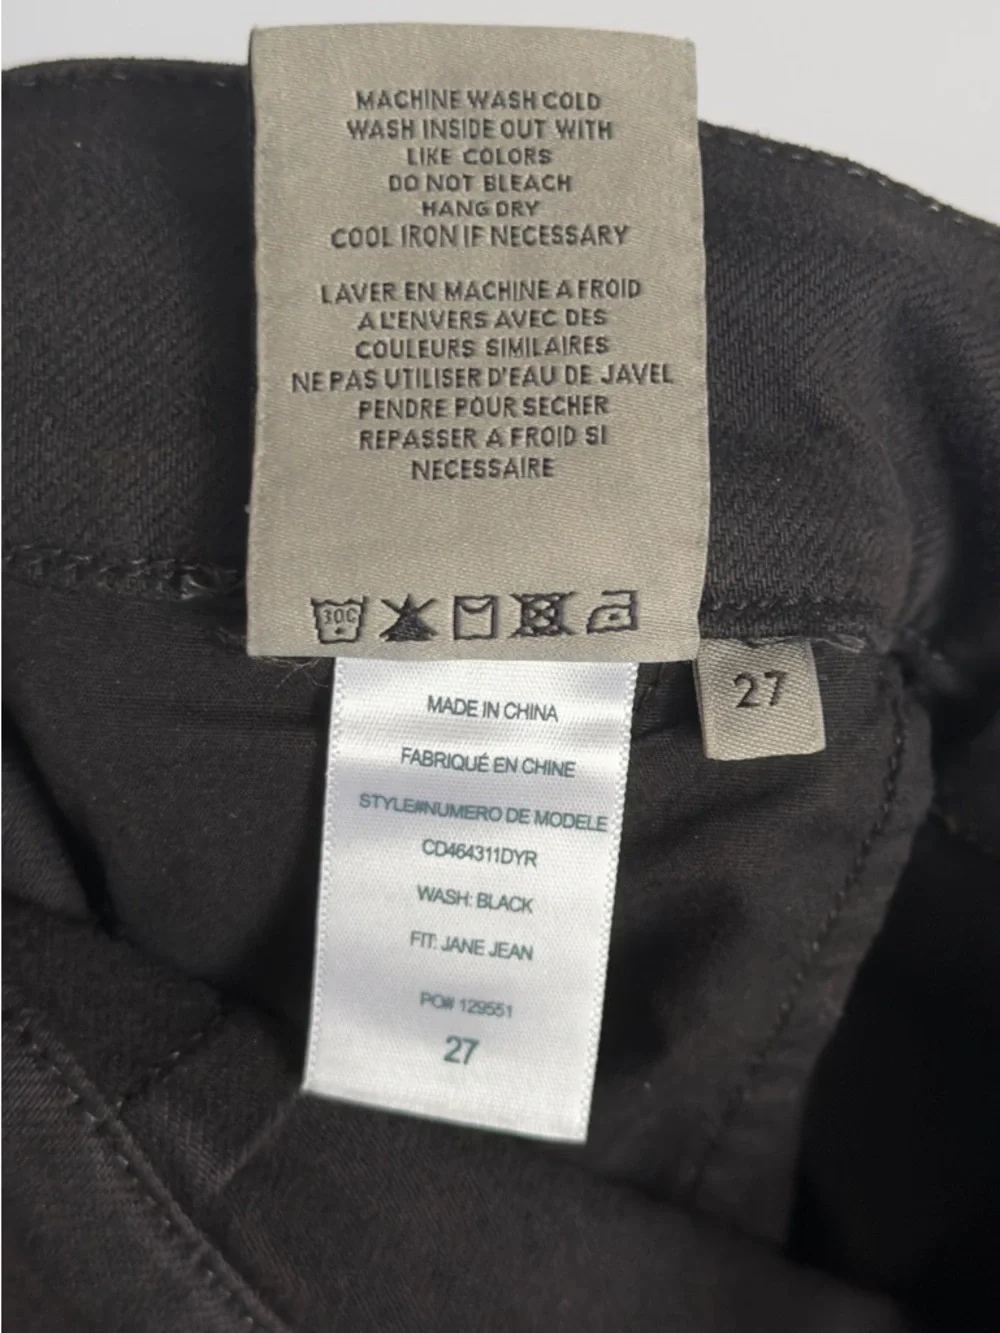 MACHINE WASH COLD
WASH INSIDE OUT WITH
LIKE COLORS
DO NOT BLEACH
HANG DRY
COOL IRON IF NECESSARY
LAVER EN MACHINE A FROID
A L'ENVERS AVEC DES
COULEURS SIMILAIRES
NE PAS UTILISER D'EAU DE JAVEL
PENDRE POUR SECHER
REPASSER A FROID SI
NECESSAIRE
30C
27
MADE IN CHINA
FABRIQUÉ EN CHINE
STYLE#NUMERO DE MODELE
CD464311DYR
WASH: BLACK
FIT: JANE JEAN
PO# 129551
27